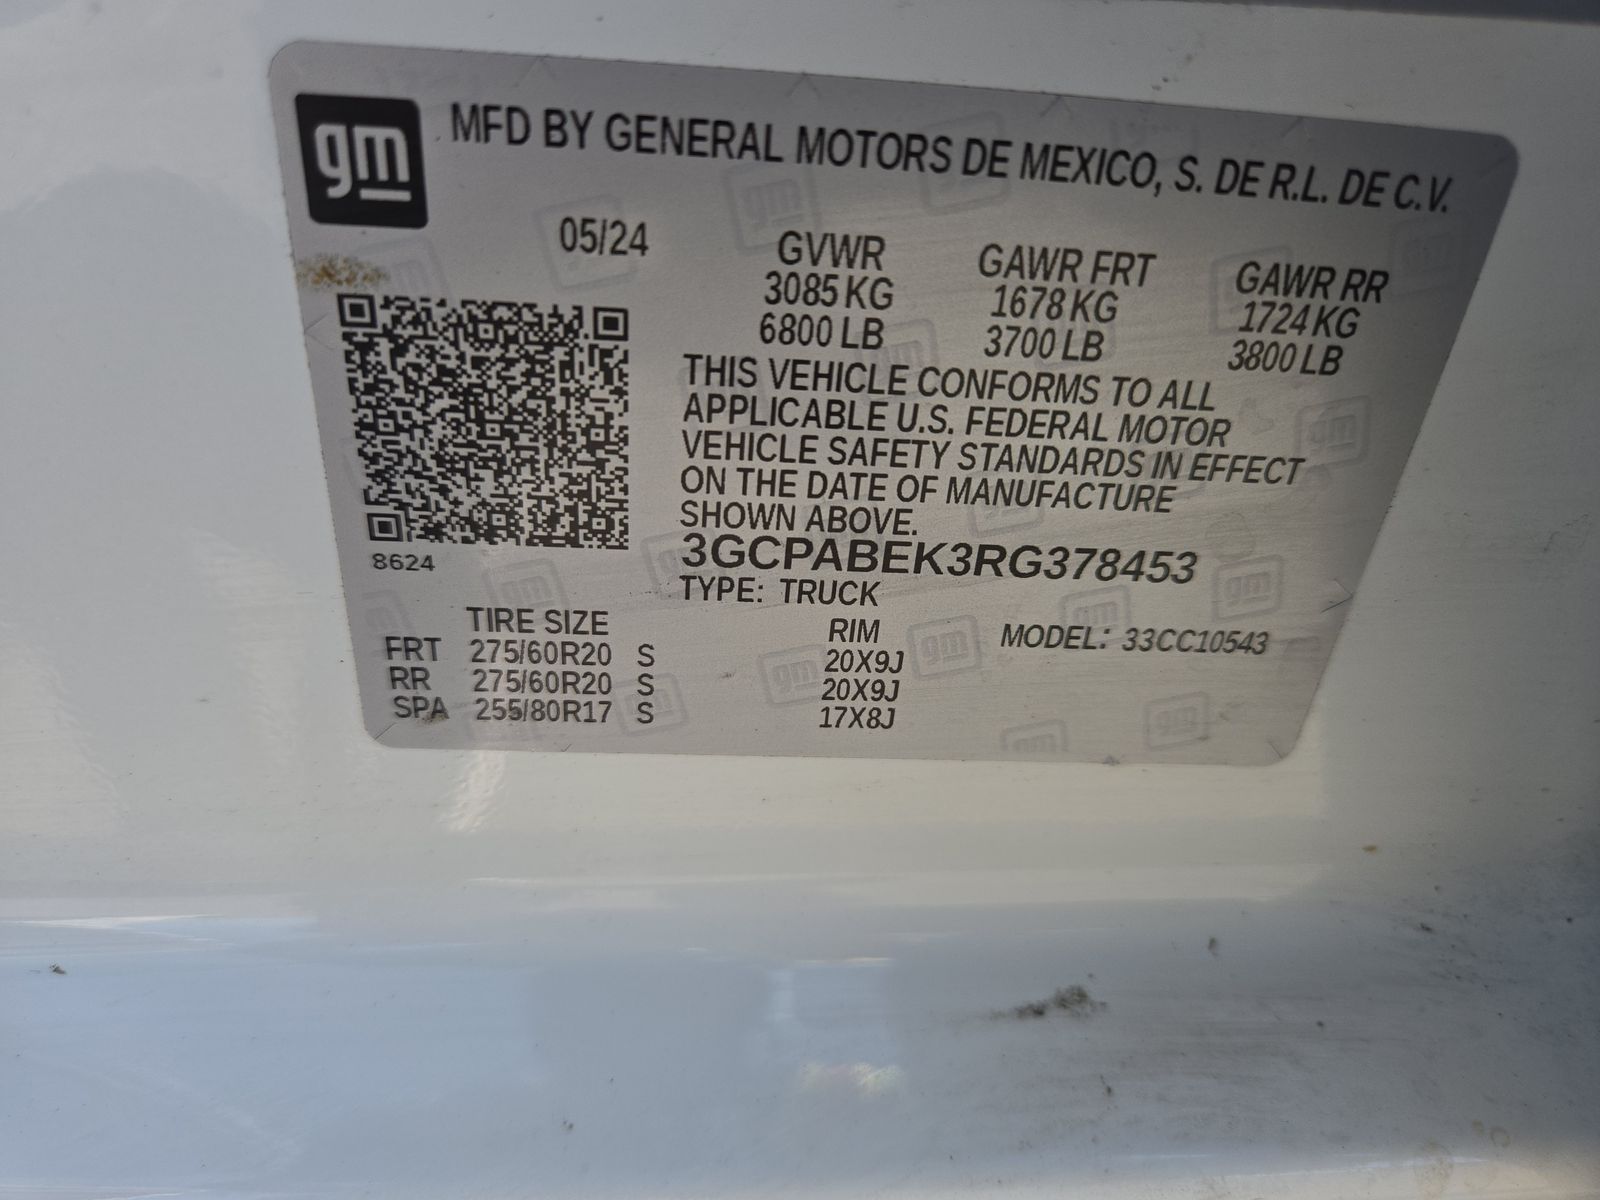 gm
MFD BY GENERAL MOTORS DE MEXICO, S. DE R.L. DE C.V.
05/24 GVWR GAWR FRT GAWR RR
3085 KG 1678 KG 1724 KG
6800 LB 3700 LB 3800 LB
THIS VEHICLE CONFORMS TO ALL
APPLICABLE U.S. FEDERAL MOTOR
VEHICLE SAFETY STANDARDS IN EFFECT
ON THE DATE OF MANUFACTURE
SHOWN ABOVE.
3GCPABEK3RG378453
8624
TYPE: TRUCK
TIRE SIZE RIM MODEL: 33CC10543
FRT 275/60R20 S 20X9J
RR 275/60R20 S 20X9J
SPA 255/80R17 S 17X8J